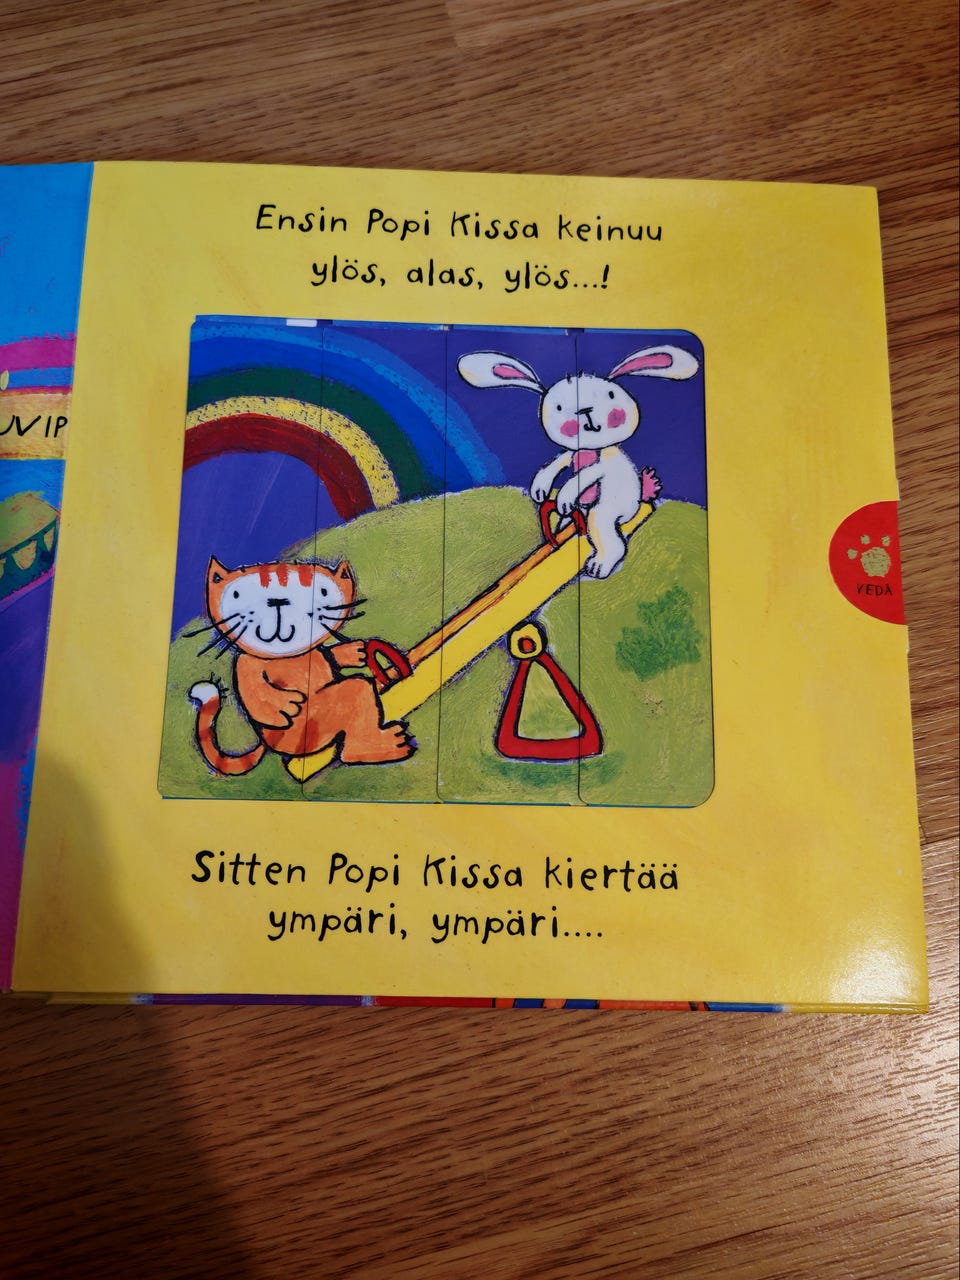 Ensin Popi Kissa keinuu
ylös, alas, ylös...!
VEDÄ
Sitten Popi Kissa kiertää
ympäri, ympäri....